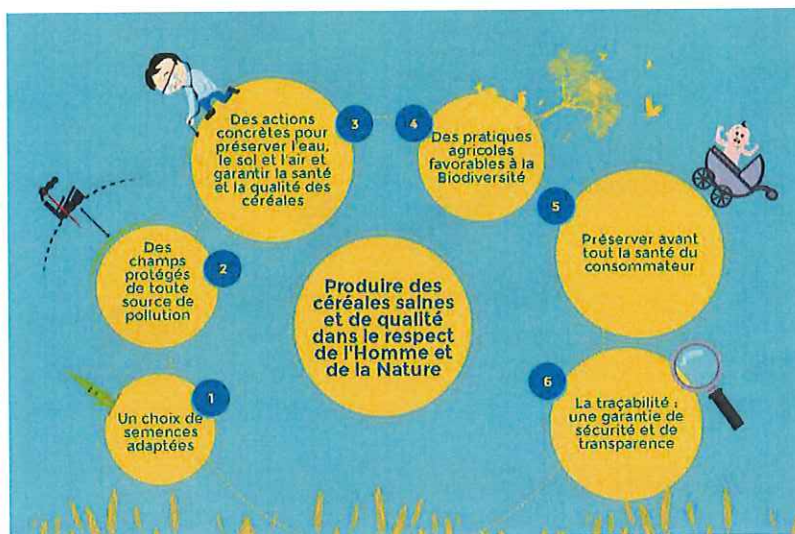 Des actions
concrètes pour
préserver l'eau,
le sol et l'air et
garantir la santé
et la qualité des
céréales
3
4
Des pratiques
agricoles
favorables à la
Biodiversité
5
Préserver avant
tout la santé du
consommateur
Des
champs
protégés
de toute
source de
pollution
2
Produire des
céréales saines
et de qualité
dans le respect
de l'Homme et
de la Nature
1
Un choix de
semences
adaptées
6
La traçabilité :
une garantie de
sécurité et de
transparence